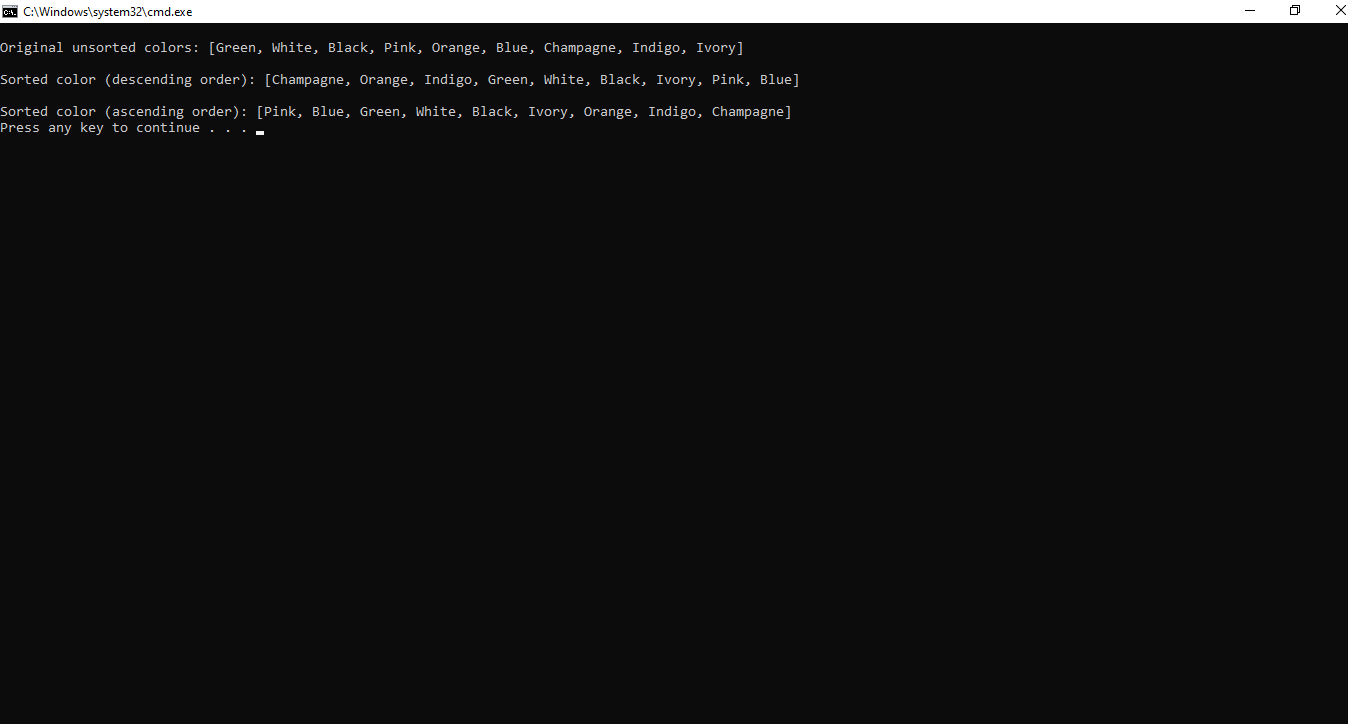 C:\Windows\system32\cmd.exe
Original unsorted colors: [Green, White, Black, Pink, Orange, Blue, Champagne, Indigo, Ivory]
Sorted color (descending order): [Champagne, Orange, Indigo, Green, White, Black, Ivory, Pink, Blue]
Sorted color (ascending order): [Pink, Blue, Green, White, Black, Ivory, Orange, Indigo, Champagne]
Press any key to continue . . .